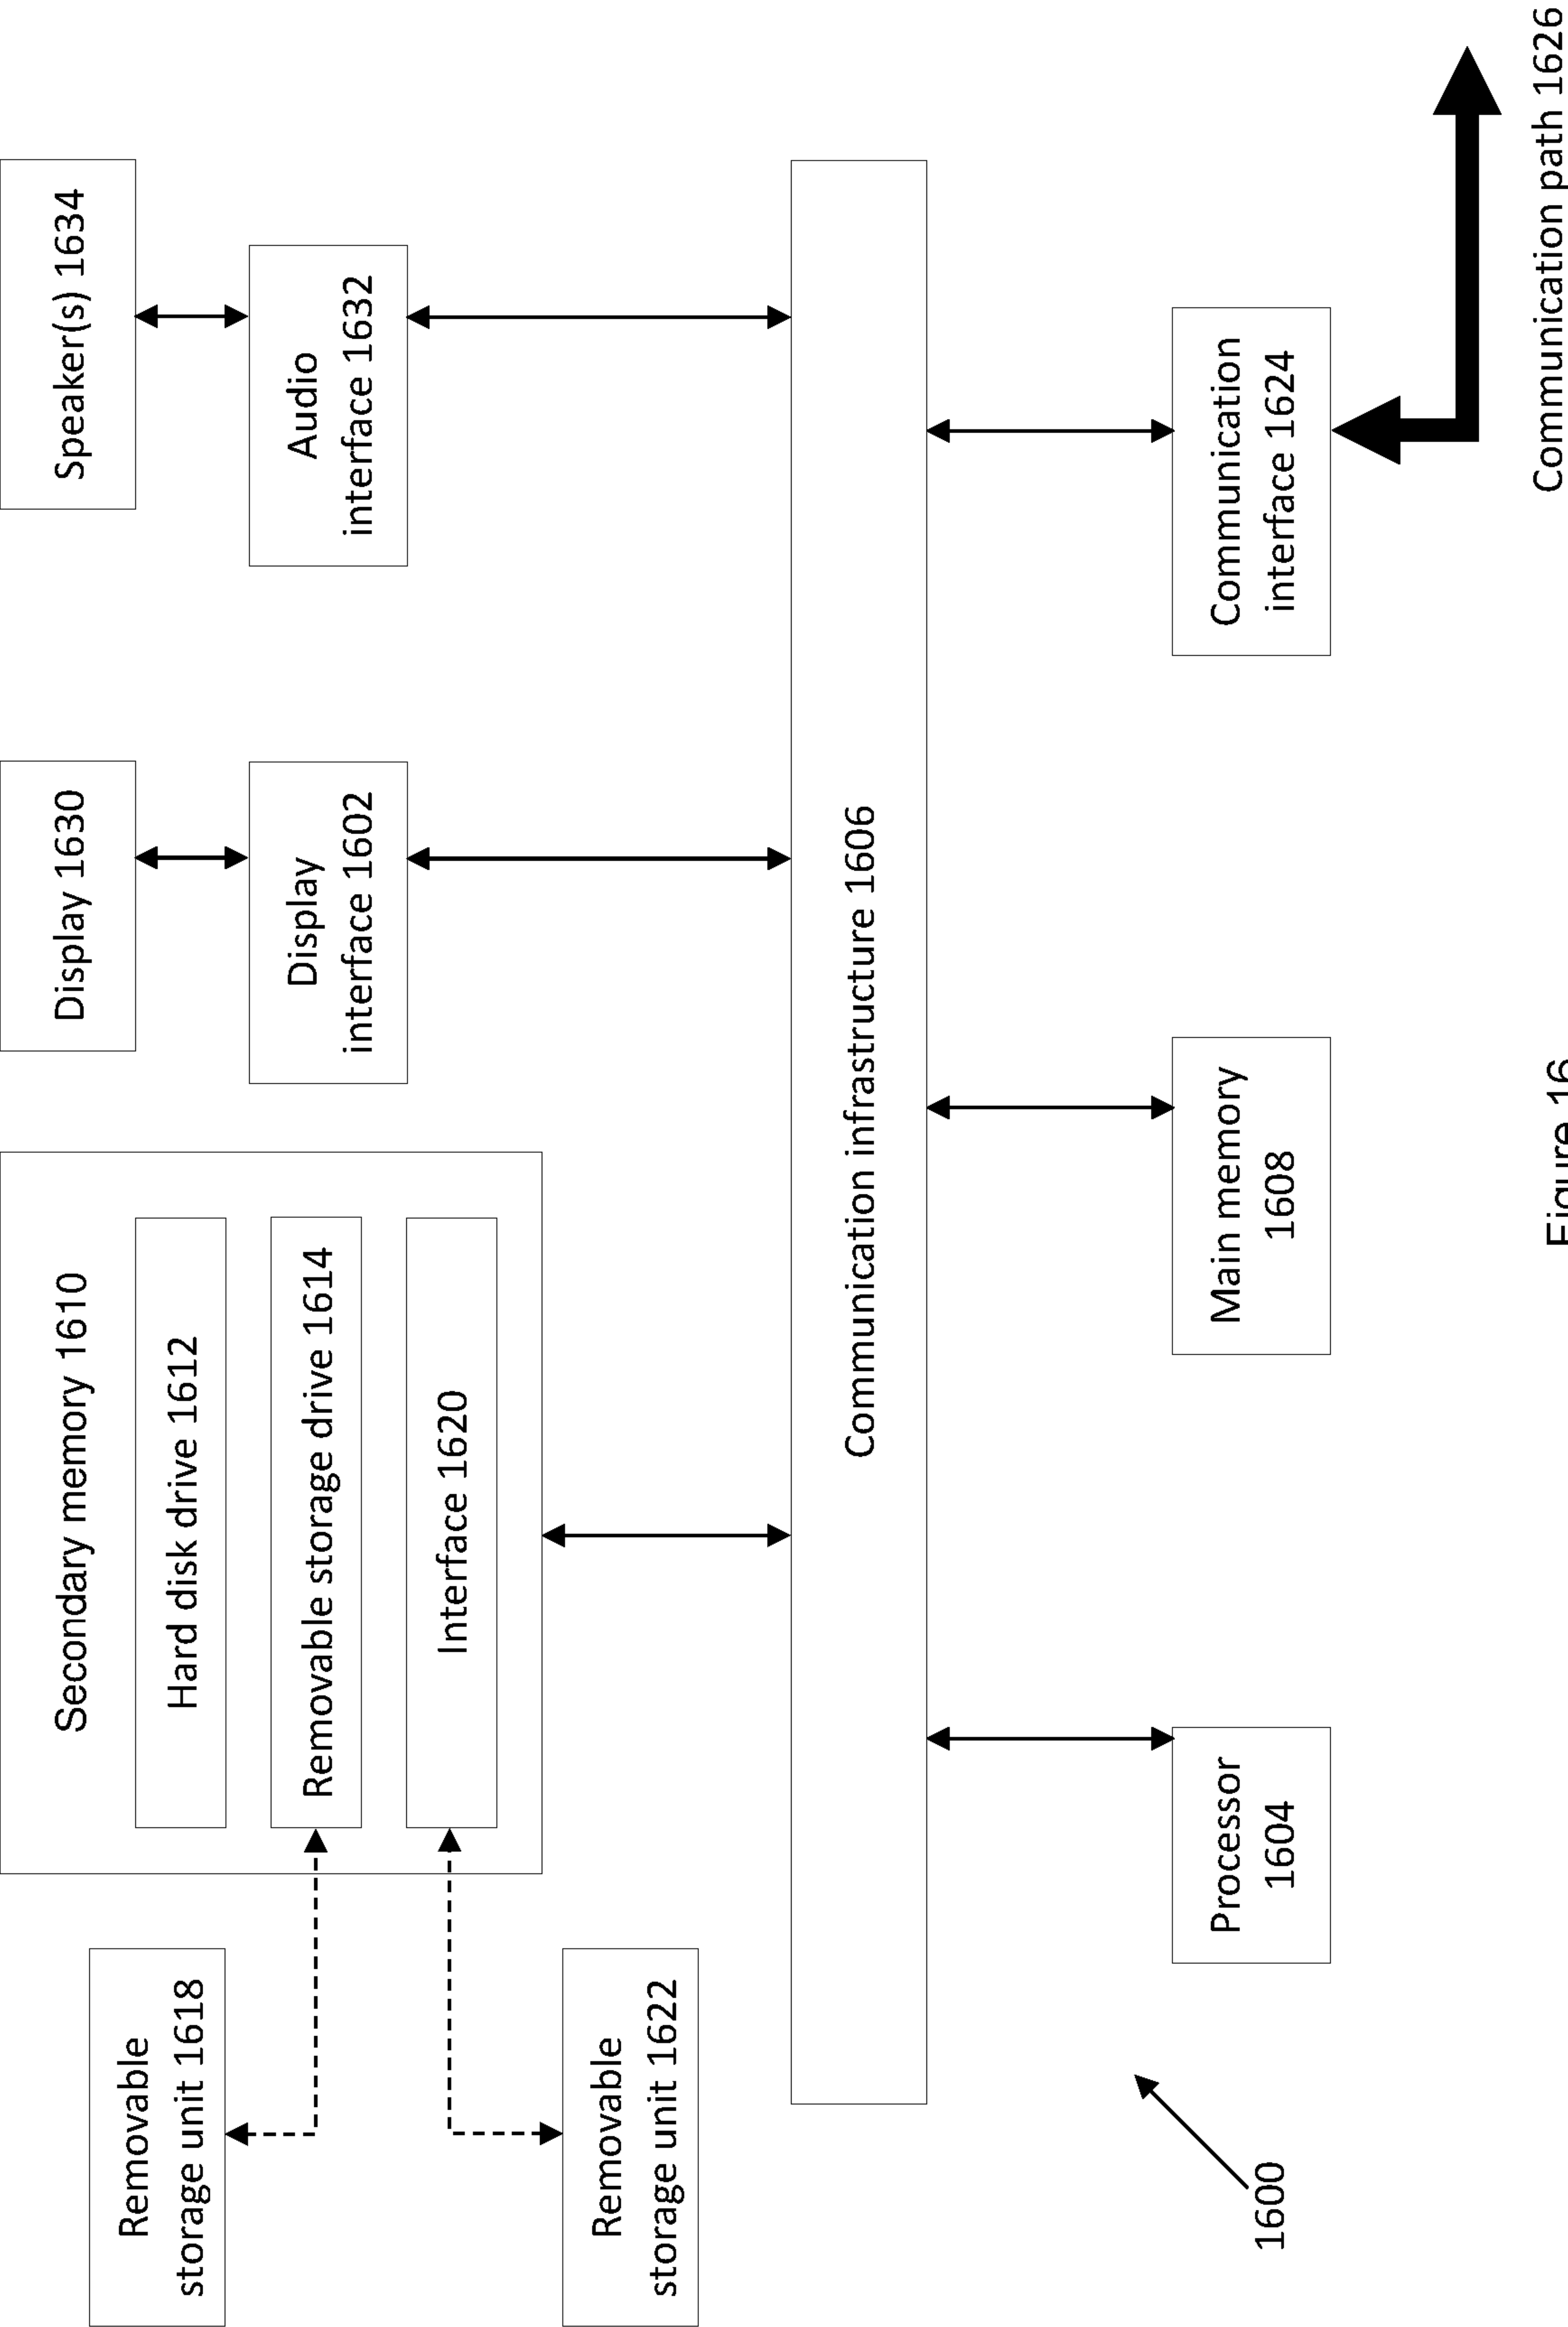 Removable
storage unit 1618
Removable
storage unit 1622
Secondary memory 1610
Hard disk drive 1612
Removable storage drive 1614
Interface 1620
Display 1630
Display
interface 1602
Speaker(s) 1634
Audio
interface 1632
Communication infrastructure 1606
1600
Processor
1604
Main memory
1608
Communication
interface 1624
Communication path 1626
Figure 16